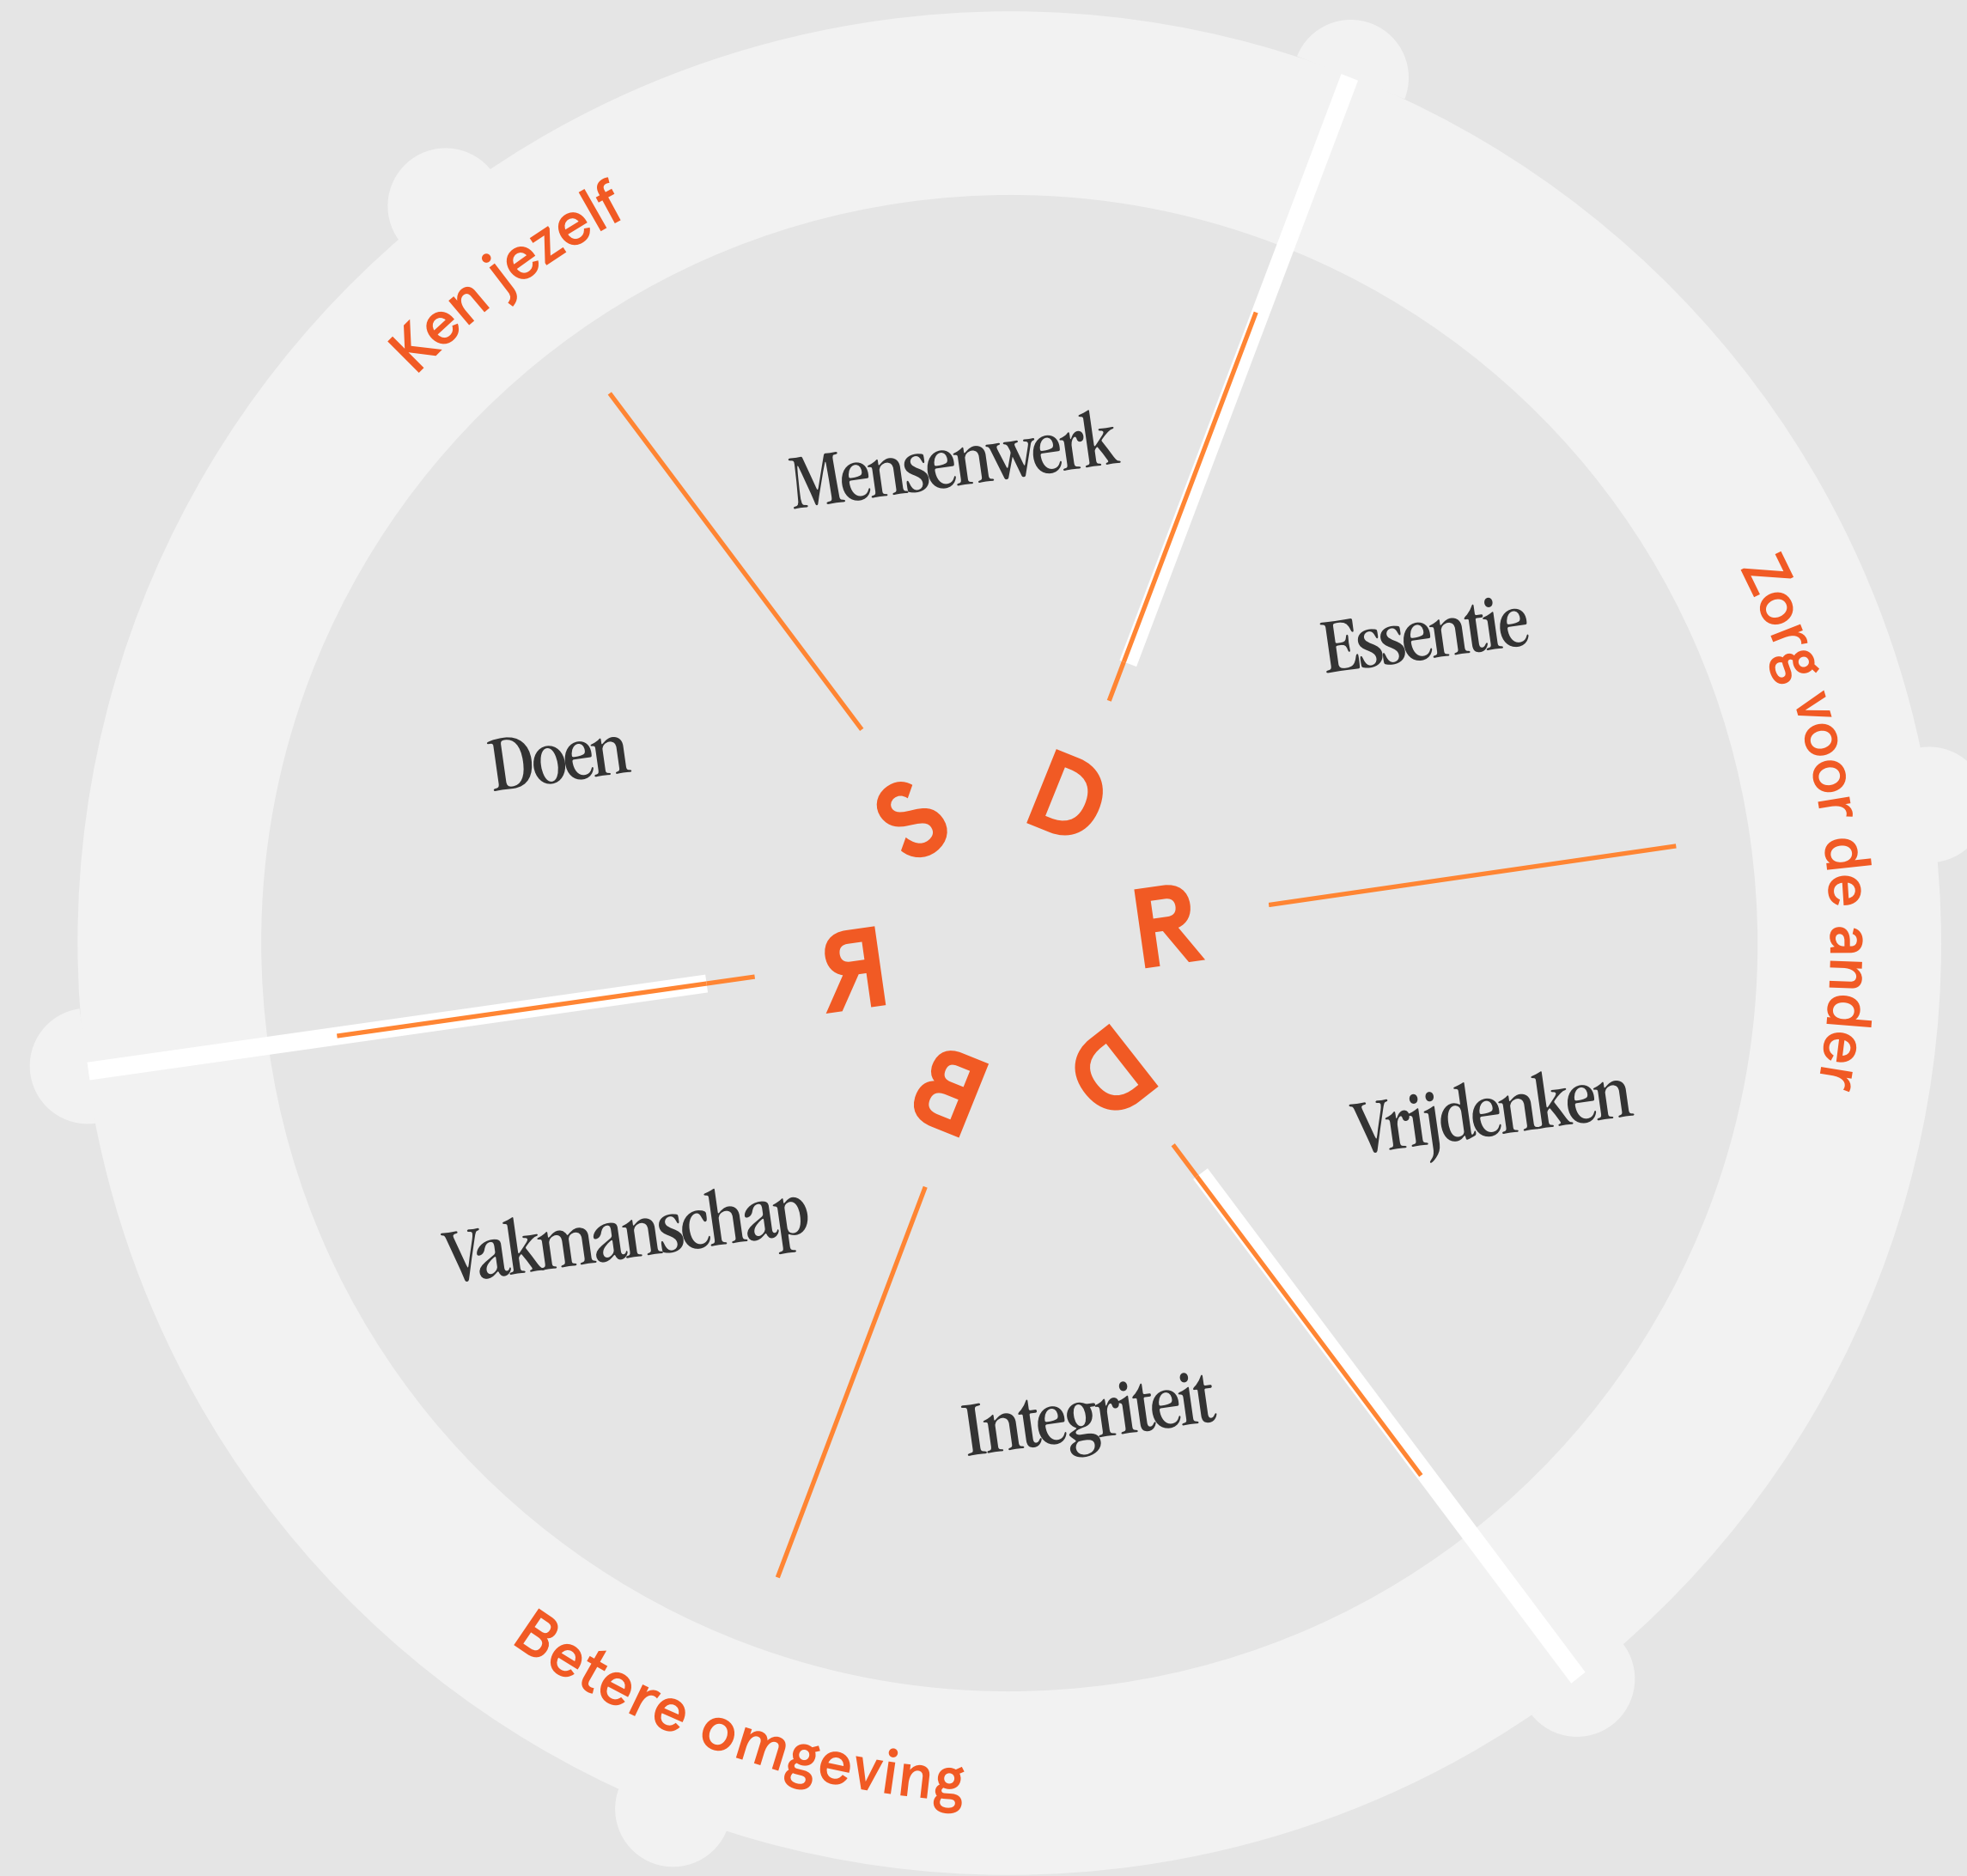 Ken jezelf
Mensenwerk
Essentie
Zorg voor de ander
Doen
S
D
R
R
D
B
Vrijdenken
Vakmanschap
Integriteit
Betere omgeving